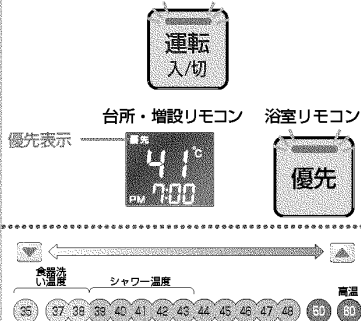 運転
入/切
台所・増設リモコン
浴室リモコン
優先表示
優先
41℃
PM 7:00
優先
▼
▲
食器洗
い温度
シャワー温度
高温
35 37 38 39 40 41 42 43 44 45 46 47 48 50 60